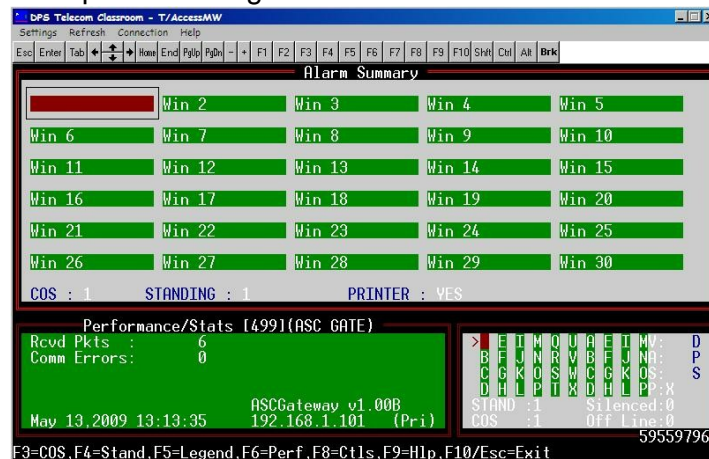 DPS Telecom Classroom - T/AccessMW
Settings Refresh Connection Help
Esc Enter Tab Home End PgUp PgDn - + F1 F2 F3 F4 F5 F6 F7 F8 F9 F10 Shft Ctrl Alt Brk
Alarm Summary
Win 2 Win 3 Win 4 Win 5
Win 6 Win 7 Win 8 Win 9 Win 10
Win 11 Win 12 Win 13 Win 14 Win 15
Win 16 Win 17 Win 18 Win 19 Win 20
Win 21 Win 22 Win 23 Win 24 Win 25
Win 26 Win 27 Win 28 Win 29 Win 30
COS : 1 STANDING : 1 PRINTER : YES
Performance/Stats [499](ASC GATE)
Rcvd Pkts : 6
Comm Errors: 0
ASCGateway v1.00B
May 13,2009 13:13:35 192.168.1.101 (Pri)
> E I M Q U A E I M V: D
B F J N R V B F J N A: P
C G K O S W C G K O S: S
D H L P T X D H L P P:X
STAND :1 Silenced:0
COS :1 Off Line:0
59559796
F3=COS,F4=Stand,F5=Legend,F6=Perf,F8=Ctls,F9=Hlp,F10/Esc=Exit